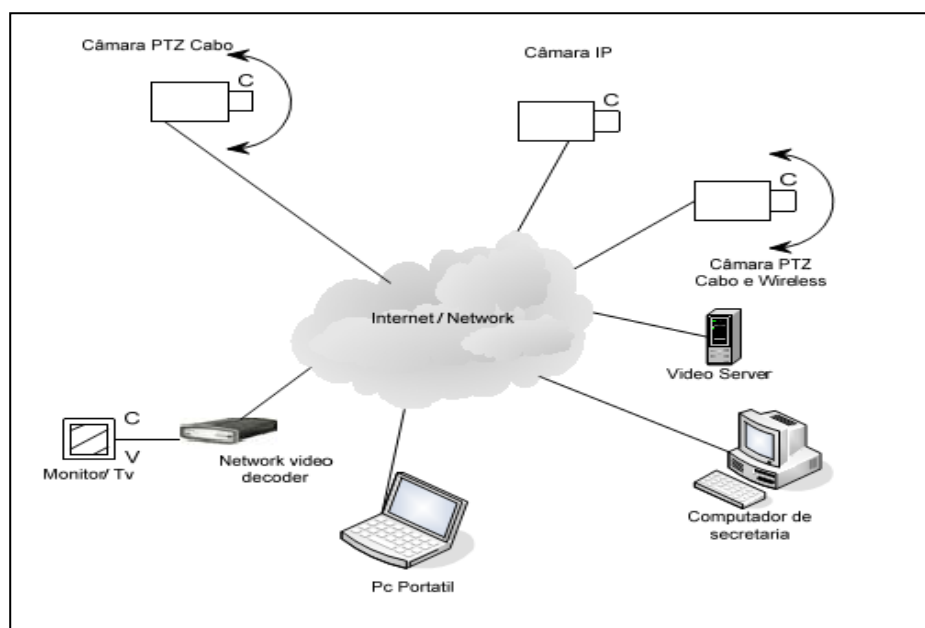 Câmara PTZ Cabo
C
Câmara IP
C
C
Câmara PTZ
Cabo e Wireless
Internet / Network
Video Server
C
V
Monitor/ Tv
Network video
decoder
Computador de
secretaria
Pc Portatil